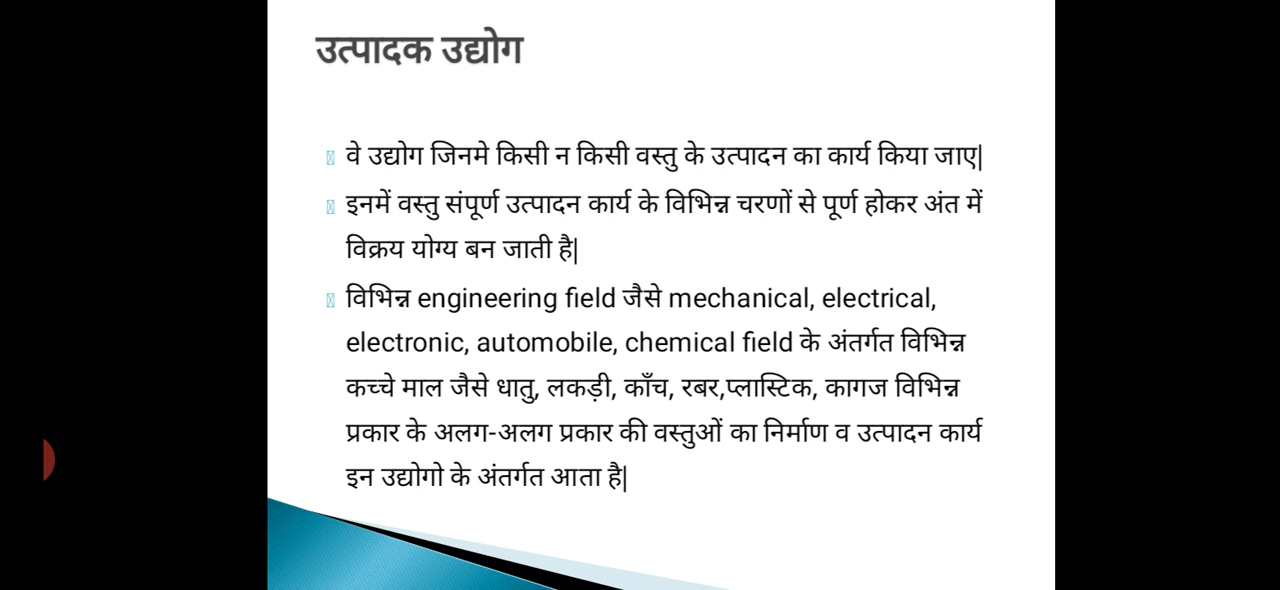 उत्पादक उद्योग
वे उद्योग जिनमे किसी न किसी वस्तु के उत्पादन का कार्य किया जाए|
इनमें वस्तु संपूर्ण उत्पादन कार्य के विभिन्न चरणों से पूर्ण होकर अंत में
विक्रय योग्य बन जाती है|
विभिन्न engineering field जैसे mechanical, electrical,
electronic, automobile, chemical field के अंतर्गत विभिन्न
कच्चे माल जैसे धातु, लकड़ी, काँच, रबर,प्लास्टिक, कागज विभिन्न
प्रकार के अलग-अलग प्रकार की वस्तुओं का निर्माण व उत्पादन कार्य
इन उद्योगो के अंतर्गत आता है|